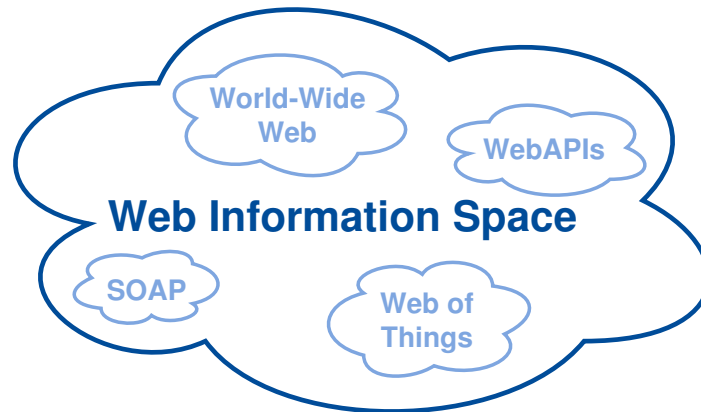 World-Wide
Web
WebAPIs
Web Information Space
SOAP
Web of
Things